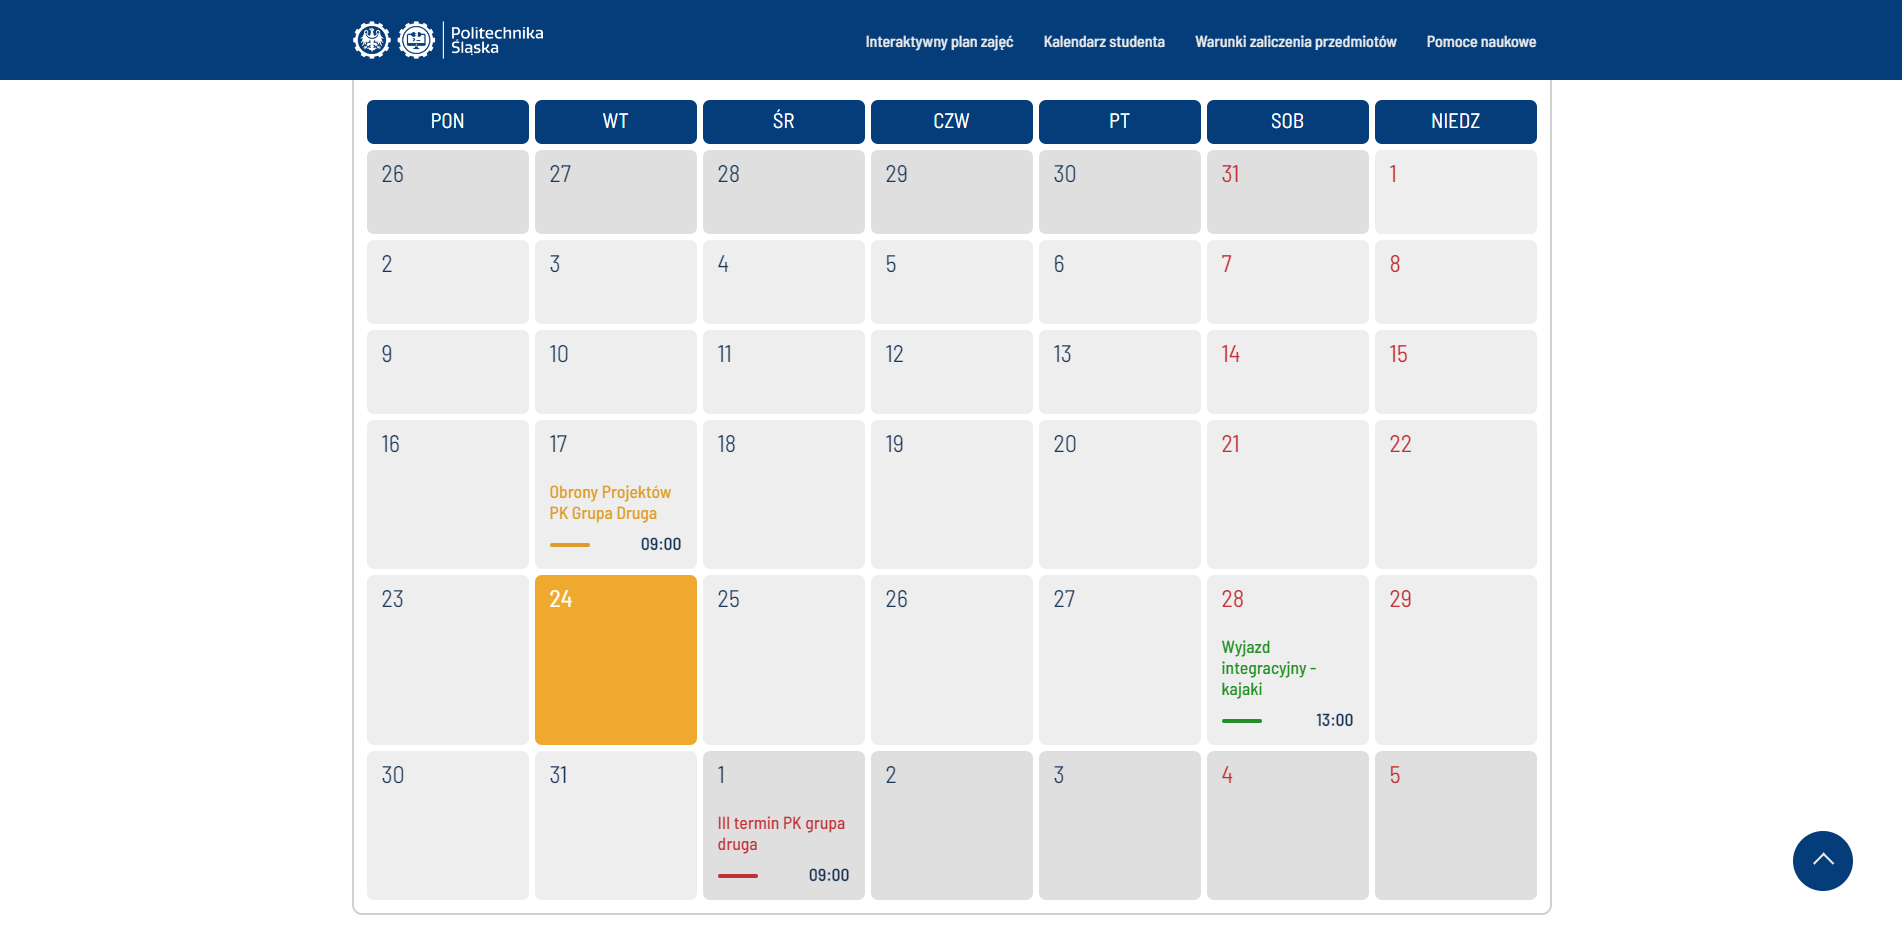 Politechnika
Śląska
Interaktywny plan zajęć Kalendarz studenta Warunki zaliczenia przedmiotów Pomoce naukowe
PON WT ŚR CZW PT SOB NIEDZ
26 27 28 29 30 31 1
2 3 4 5 6 7 8
9 10 11 12 13 14 15
16 17 18 19 20 21 22
Obrony Projektów
PK Grupa Druga
09:00
23 24 25 26 27 28 29
Wyjazd
integracyjny -
kajaki
13:00
30 31 1 2 3 4 5
III termin PK grupa
druga
09:00